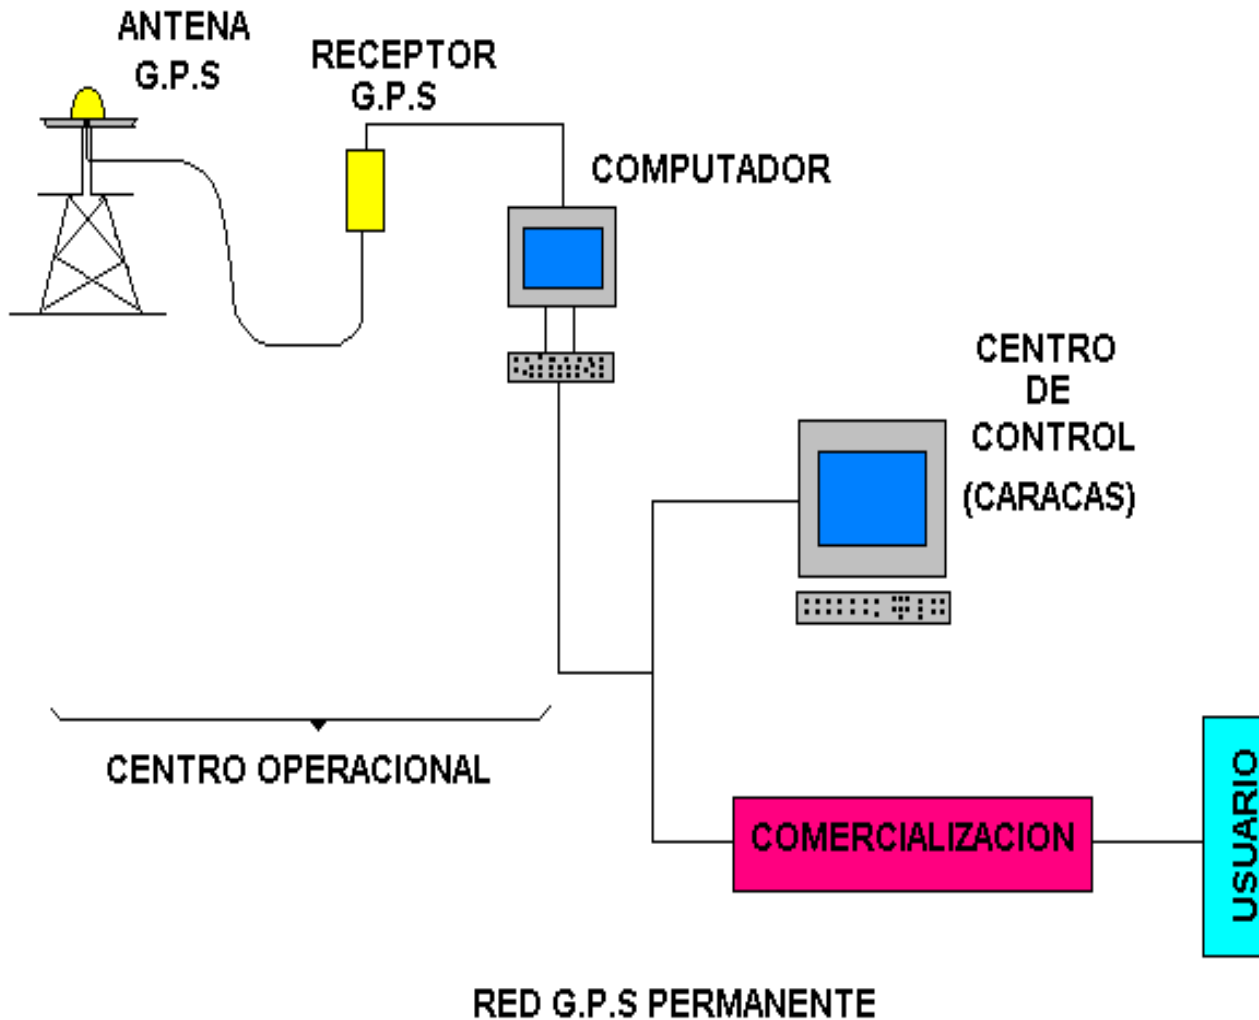 ANTENA
G.P.S
RECEPTOR
G.P.S
COMPUTADOR
CENTRO
DE
CONTROL
(CARACAS)
CENTRO OPERACIONAL
COMERCIALIZACION
USUARIO
RED G.P.S PERMANENTE